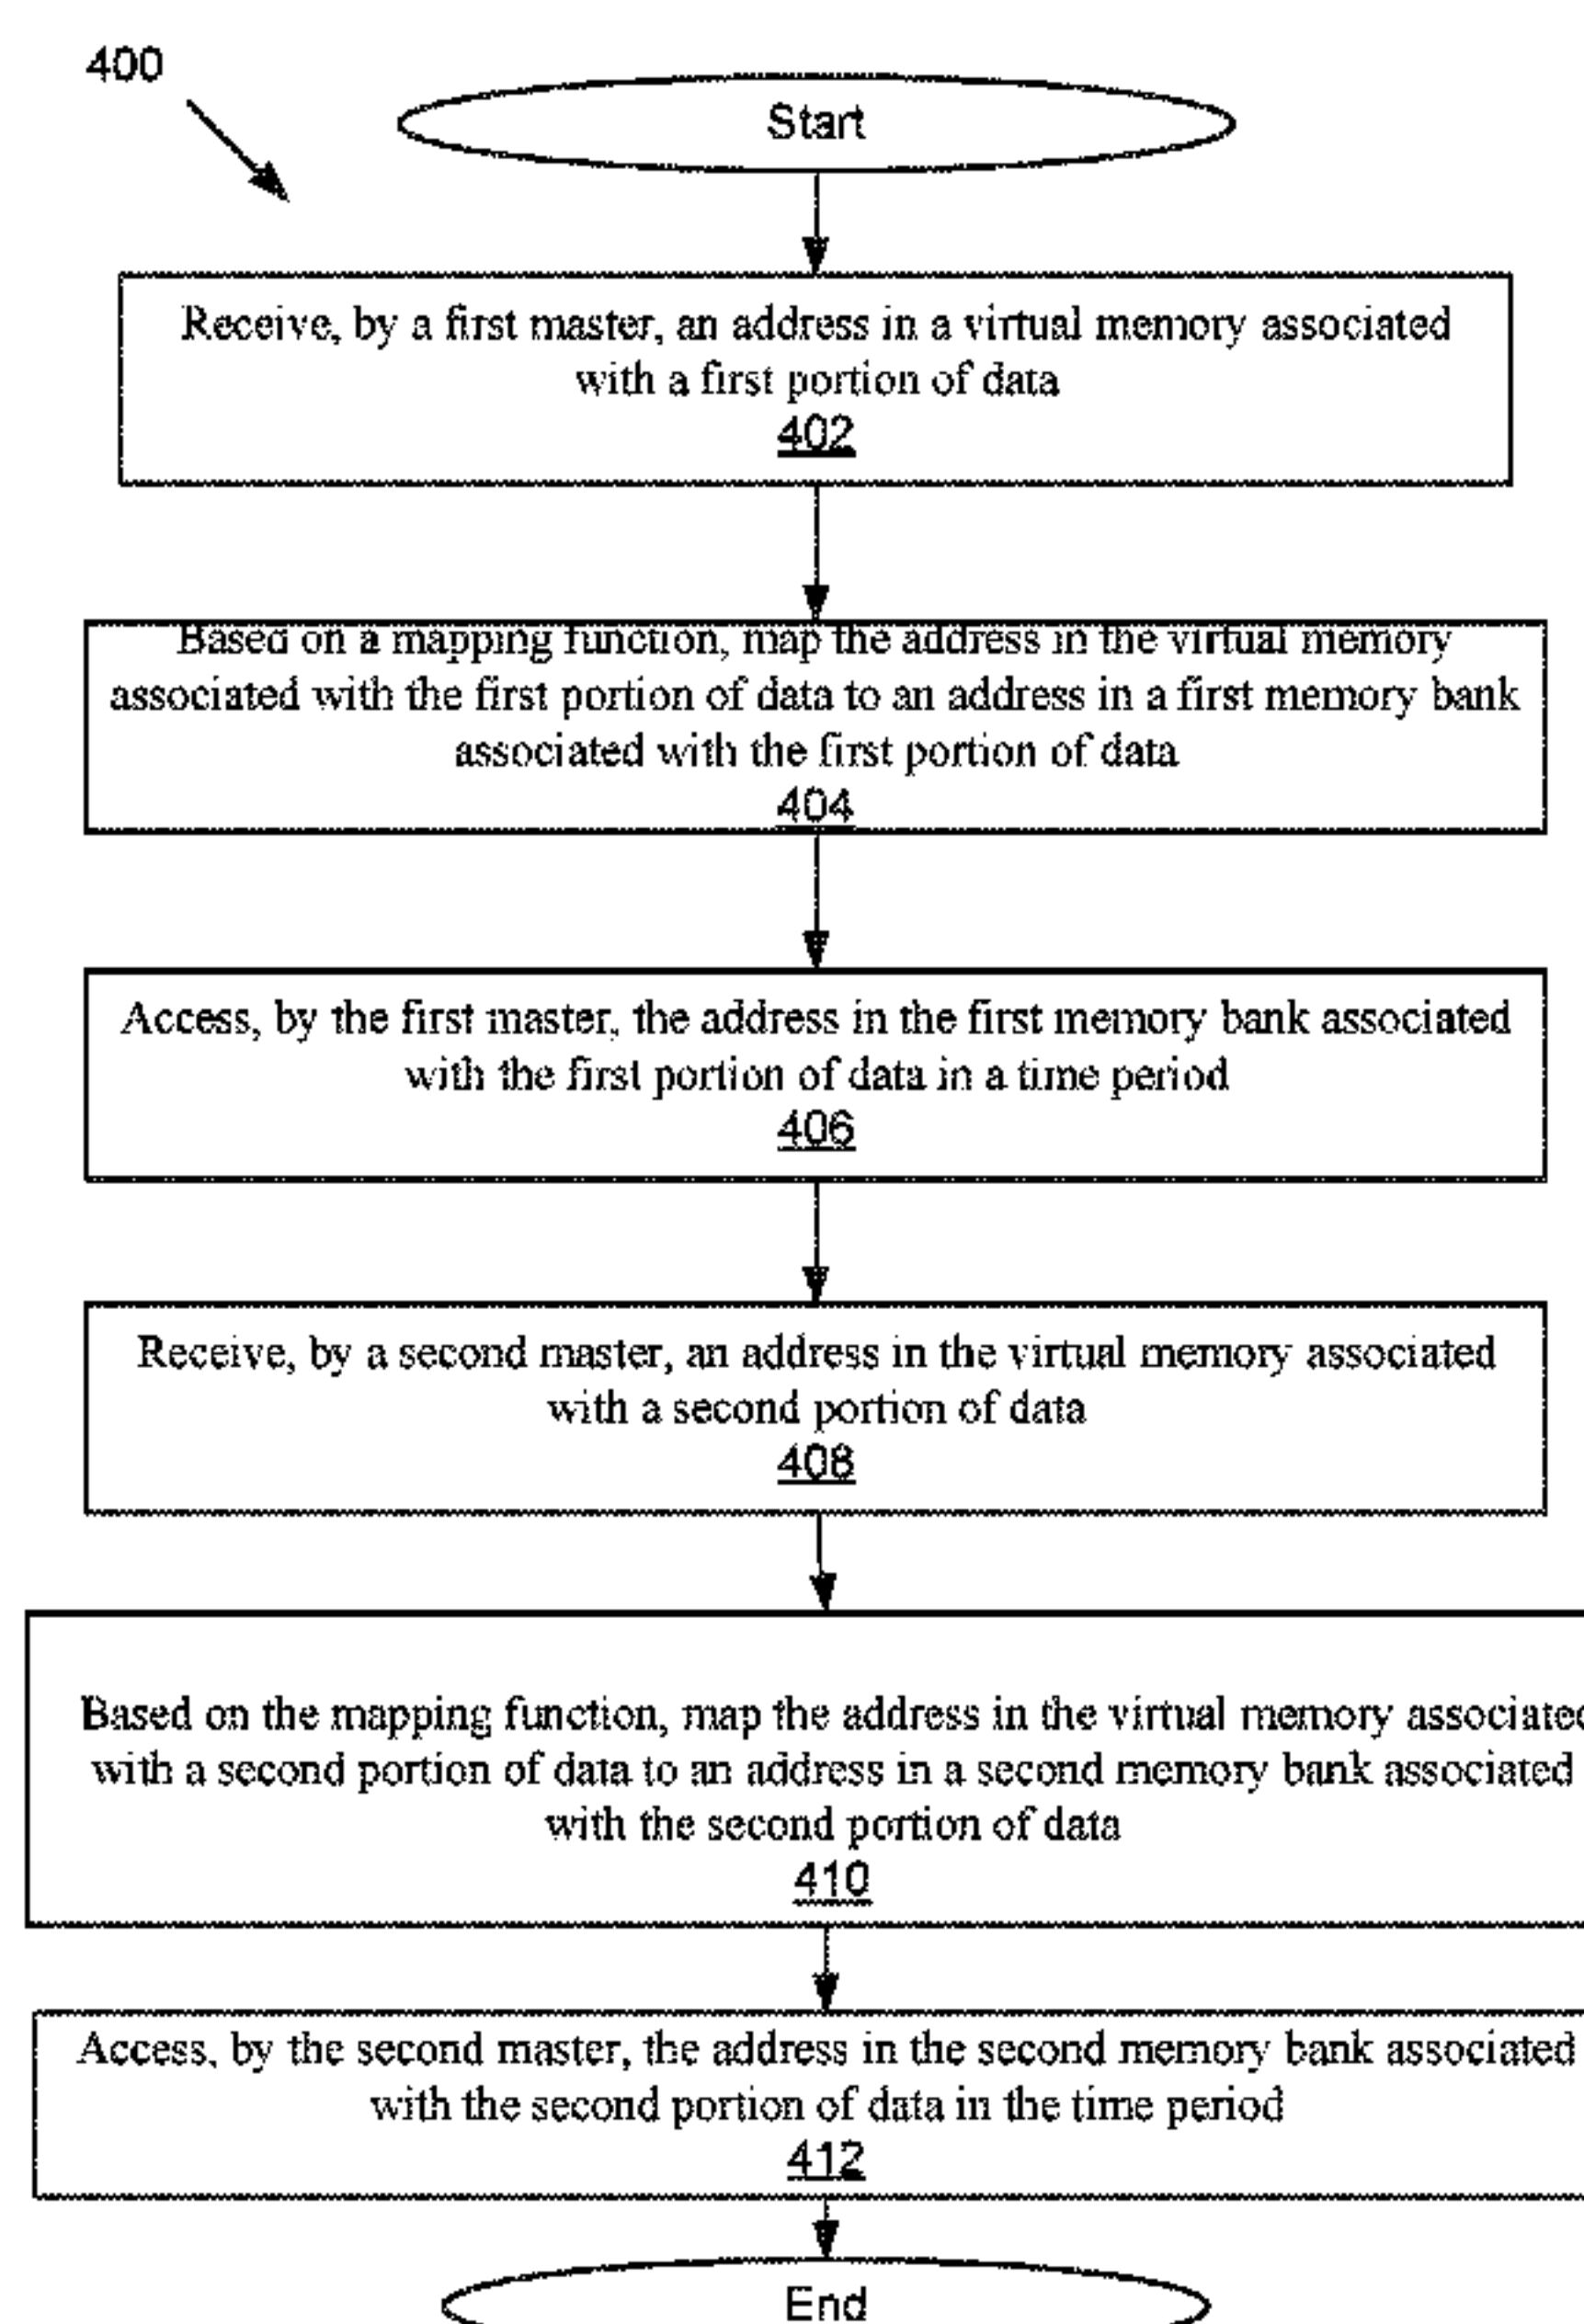 400
Start
Receive, by a first master, an address in a virtual memory associated
with a first portion of data
402
Based on a mapping function, map the address in the virtual memory
associated with the first portion of data to an address in a first memory bank
associated with the first portion of data
404
Access, by the first master, the address in the first memory bank associated
with the first portion of data in a time period
406
Receive, by a second master, an address in the virtual memory associated
with a second portion of data
408
Based on the mapping function, map the address in the virtual memory associated
with a second portion of data to an address in a second memory bank associated
with the second portion of data
410
Access, by the second master, the address in the second memory bank associated
with the second portion of data in the time period
412
End